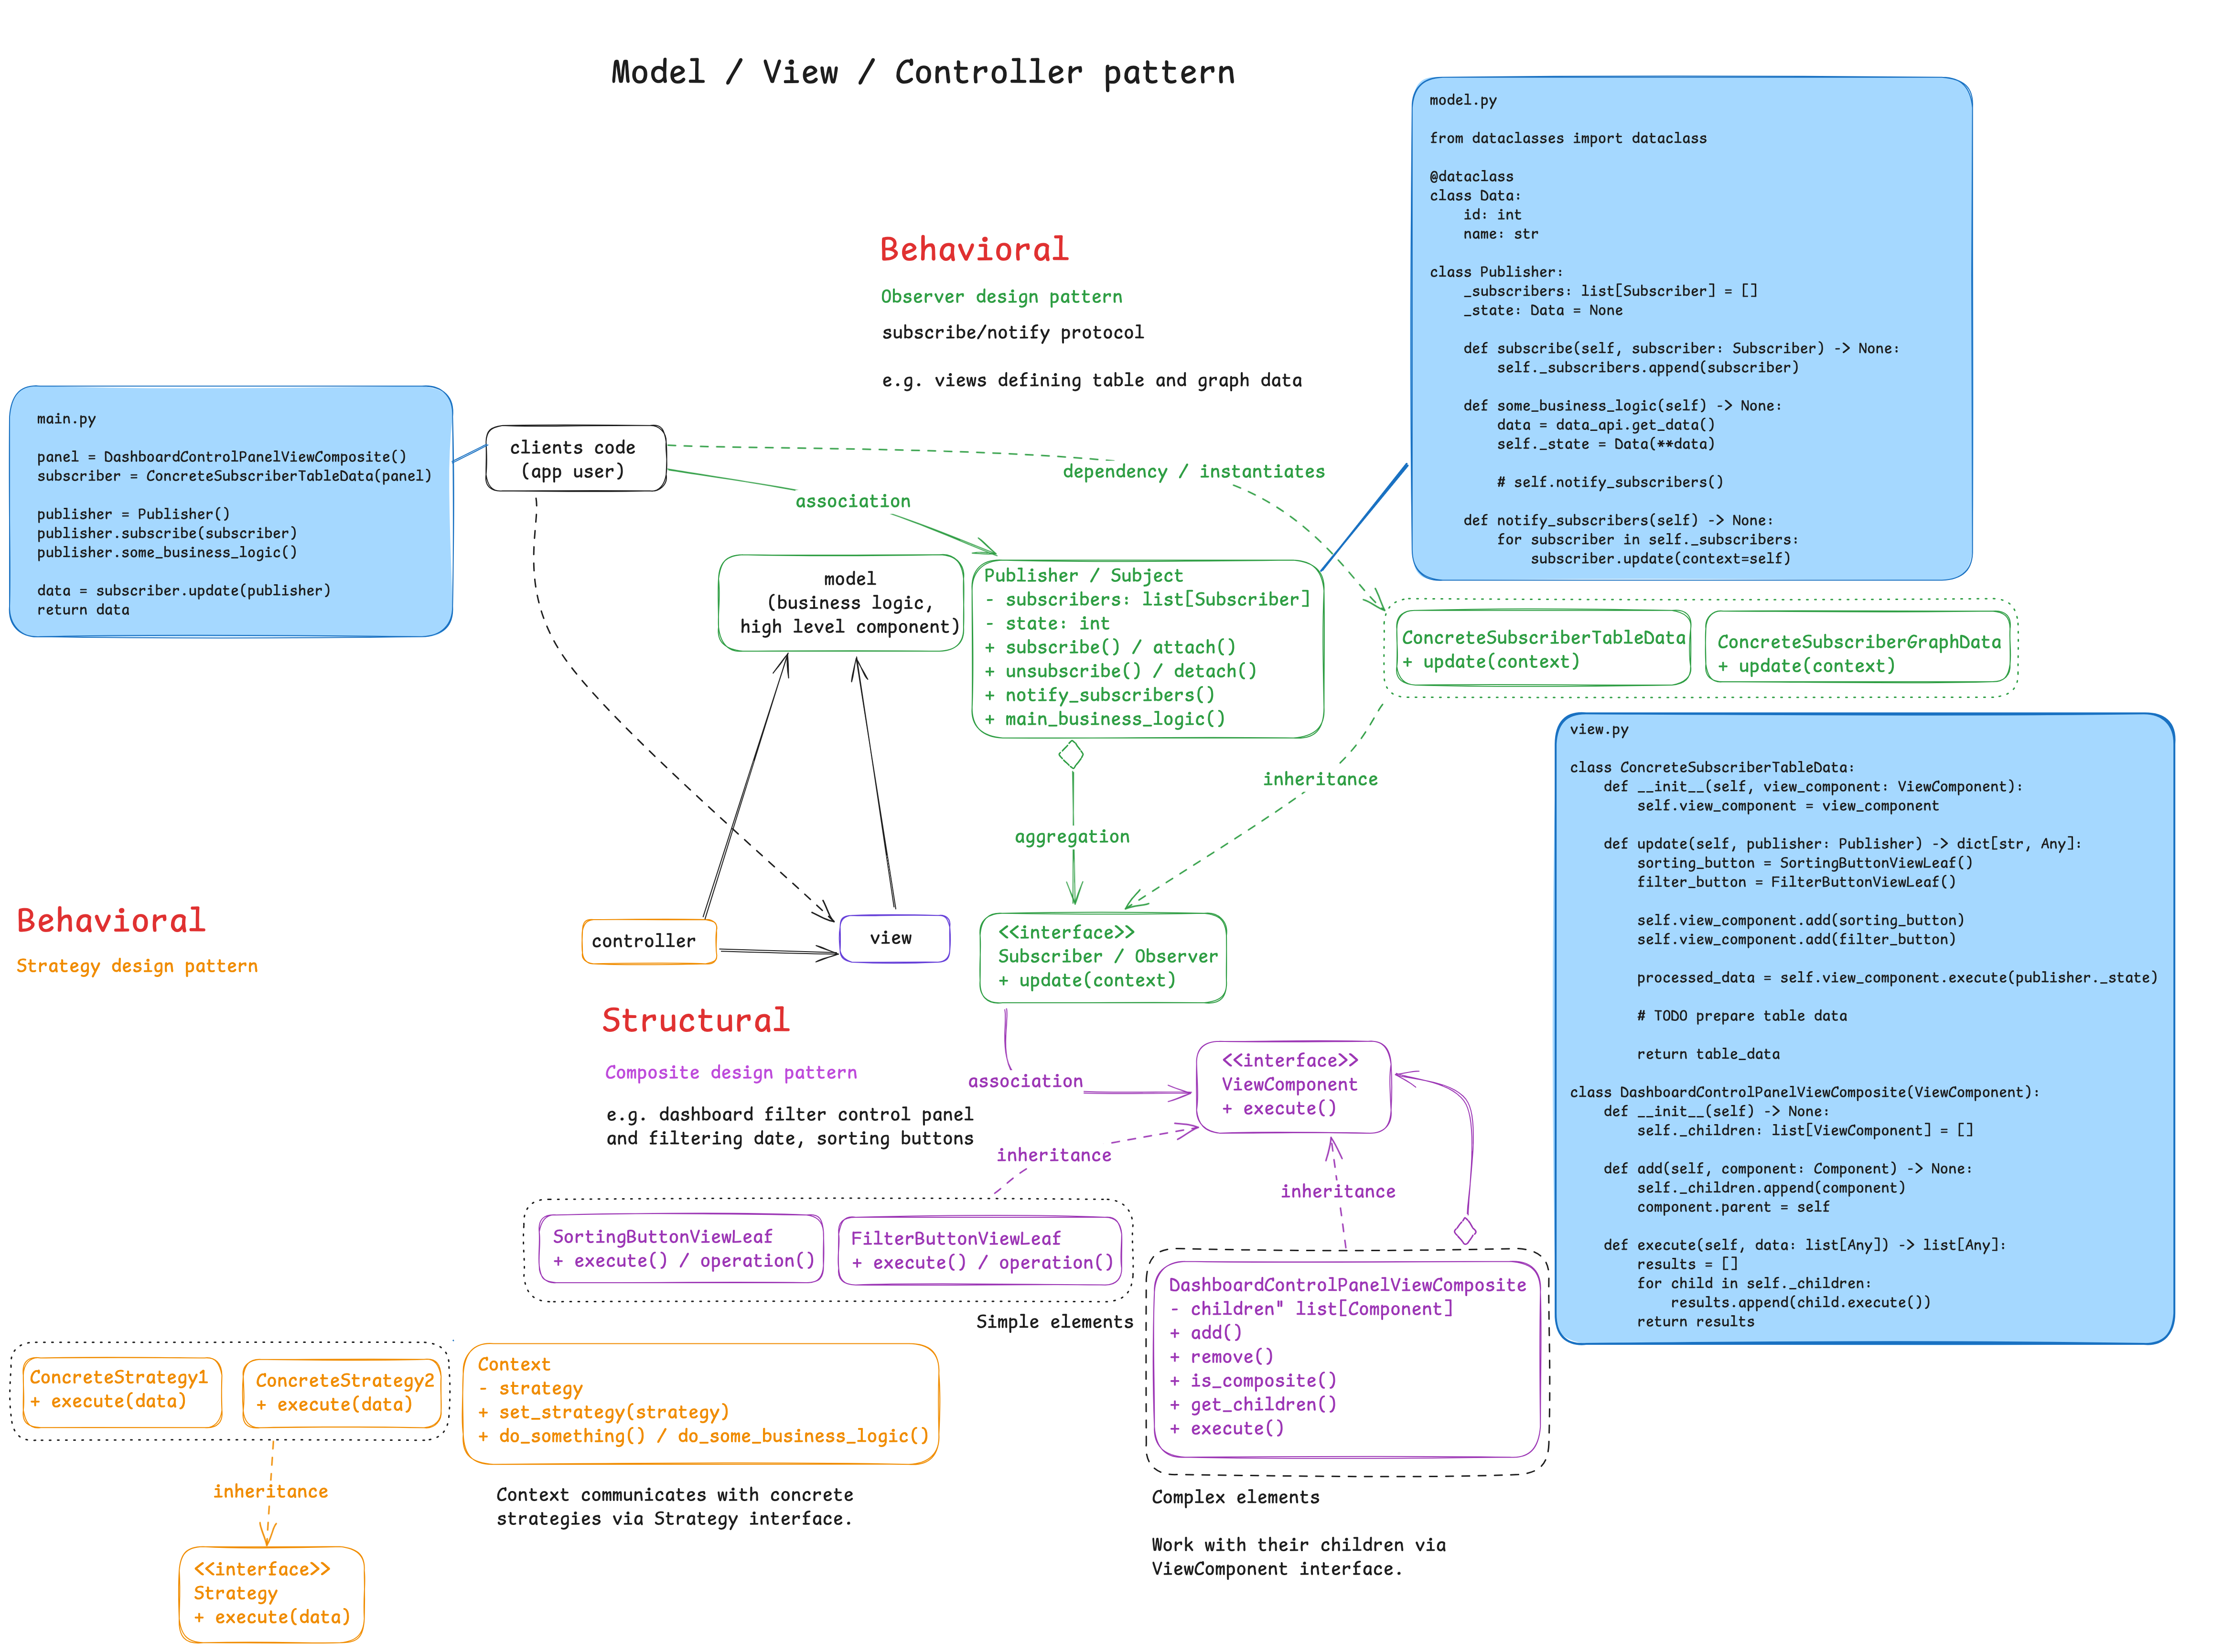 Model / View / Controller pattern
model.py
from dataclasses import dataclass
@dataclass
class Data:
    id: int
    name: str
class Publisher:
    _subscribers: list[Subscriber] = []
    _state: Data = None
    def subscribe(self, subscriber: Subscriber) -> None:
        self._subscribers.append(subscriber)
    def some_business_logic(self) -> None:
        data = data_api.get_data()
        self._state = Data(**data)
        # self.notify_subscribers()
    def notify_subscribers(self) -> None:
        for subscriber in self._subscribers:
            subscriber.update(context=self)
Behavioral
Observer design pattern
subscribe/notify protocol
e.g. views defining table and graph data
main.py
panel = DashboardControlPanelViewComposite()
subscriber = ConcreteSubscriberTableData(panel)
publisher = Publisher()
publisher.subscribe(subscriber)
publisher.some_business_logic()
data = subscriber.update(publisher)
return data
clients code
(app user)
dependency / instantiates
association
model
(business logic,
high level component)
Publisher / Subject
- subscribers: list[Subscriber]
- state: int
+ subscribe() / attach()
+ unsubscribe() / detach()
+ notify_subscribers()
+ main_business_logic()
ConcreteSubscriberTableData
+ update(context)
ConcreteSubscriberGraphData
+ update(context)
inheritance
aggregation
view.py
class ConcreteSubscriberTableData:
    def __init__(self, view_component: ViewComponent):
        self.view_component = view_component
    def update(self, publisher: Publisher) -> dict[str, Any]:
        sorting_button = SortingButtonViewLeaf()
        filter_button = FilterButtonViewLeaf()
        self.view_component.add(sorting_button)
        self.view_component.add(filter_button)
        processed_data = self.view_component.execute(publisher._state)
        # TODO prepare table data
        return table_data
class DashboardControlPanelViewComposite(ViewComponent):
    def __init__(self) -> None:
        self._children: list[ViewComponent] = []
    def add(self, component: Component) -> None:
        self._children.append(component)
        component.parent = self
    def execute(self, data: list[Any]) -> list[Any]:
        results = []
        for child in self._children:
            results.append(child.execute())
        return results
Behavioral
Strategy design pattern
controller
view
<<interface>>
Subscriber / Observer
+ update(context)
Structural
Composite design pattern
e.g. dashboard filter control panel
and filtering date, sorting buttons
association
<<interface>>
ViewComponent
+ execute()
inheritance
inheritance
SortingButtonViewLeaf
+ execute() / operation()
FilterButtonViewLeaf
+ execute() / operation()
Simple elements
DashboardControlPanelViewComposite
- children" list[Component]
+ add()
+ remove()
+ is_composite()
+ get_children()
+ execute()
Complex elements
Work with their children via
ViewComponent interface.
ConcreteStrategy1
+ execute(data)
ConcreteStrategy2
+ execute(data)
Context
- strategy
+ set_strategy(strategy)
+ do_something() / do_some_business_logic()
Context communicates with concrete
strategies via Strategy interface.
inheritance
<<interface>>
Strategy
+ execute(data)